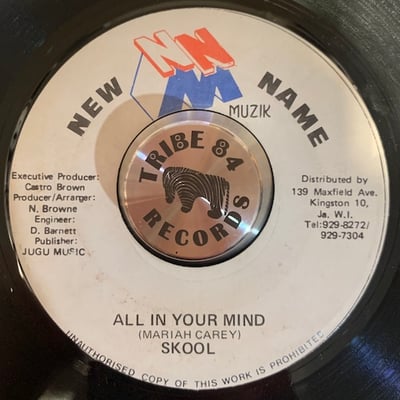 NEW NAME
NNM
MUZIK
TRIBE 84
RECORDS
Executive Producer:
Castro Brown
Producer/Arranger:
N. Browne
Engineer:
D. Barnett
Publisher:
JUGU MUSIC
Distributed by
139 Maxfield Ave.
Kingston 10,
Ja. W.I.
Tel:929-8272/
929-7304
ALL IN YOUR MIND
(MARIAH CAREY)
SKOOL
UNAUTHORISED COPY OF THIS WORK IS PROHIBITED